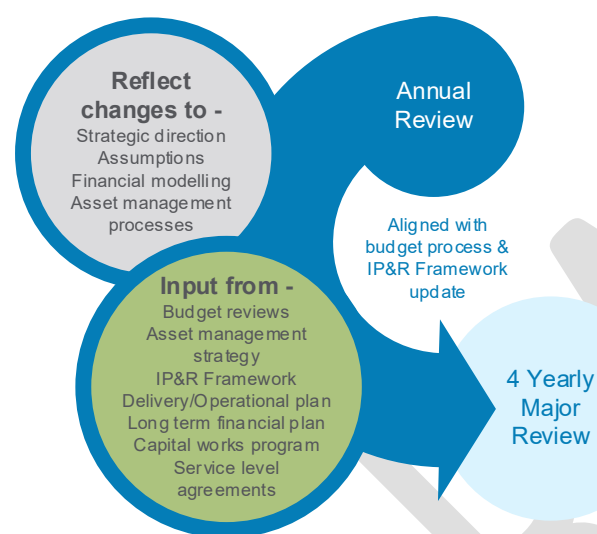 Reflect
changes to -
Strategic direction
Assumptions
Financial modelling
Asset management
processes
Annual
Review
Aligned with
budget process &
IP&R Framework
update
Input from -
Budget reviews
Asset management
strategy
IP&R Framework
Delivery/Operational plan
Long term financial plan
Capital works program
Service level
agreements
4 Yearly
Major
Review